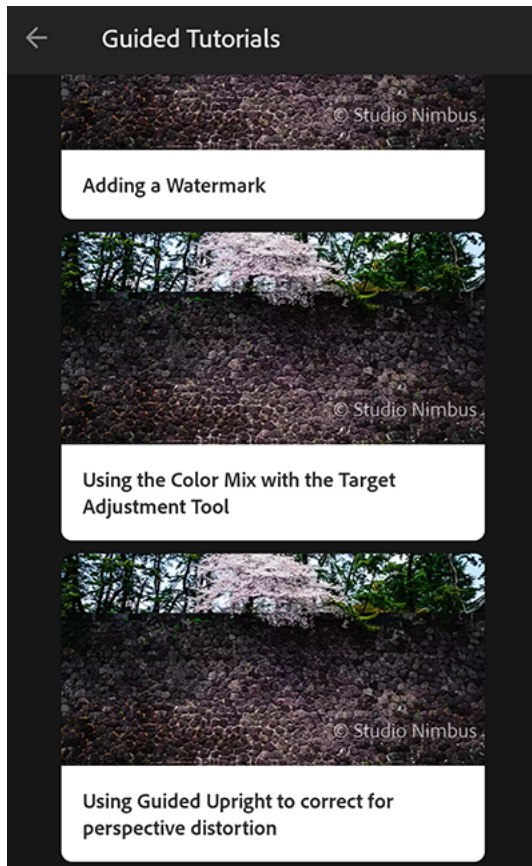 Guided Tutorials
© Studio Nimbus
Adding a Watermark
© Studio Nimbus
Using the Color Mix with the Target
Adjustment Tool
© Studio Nimbus
Using Guided Upright to correct for
perspective distortion